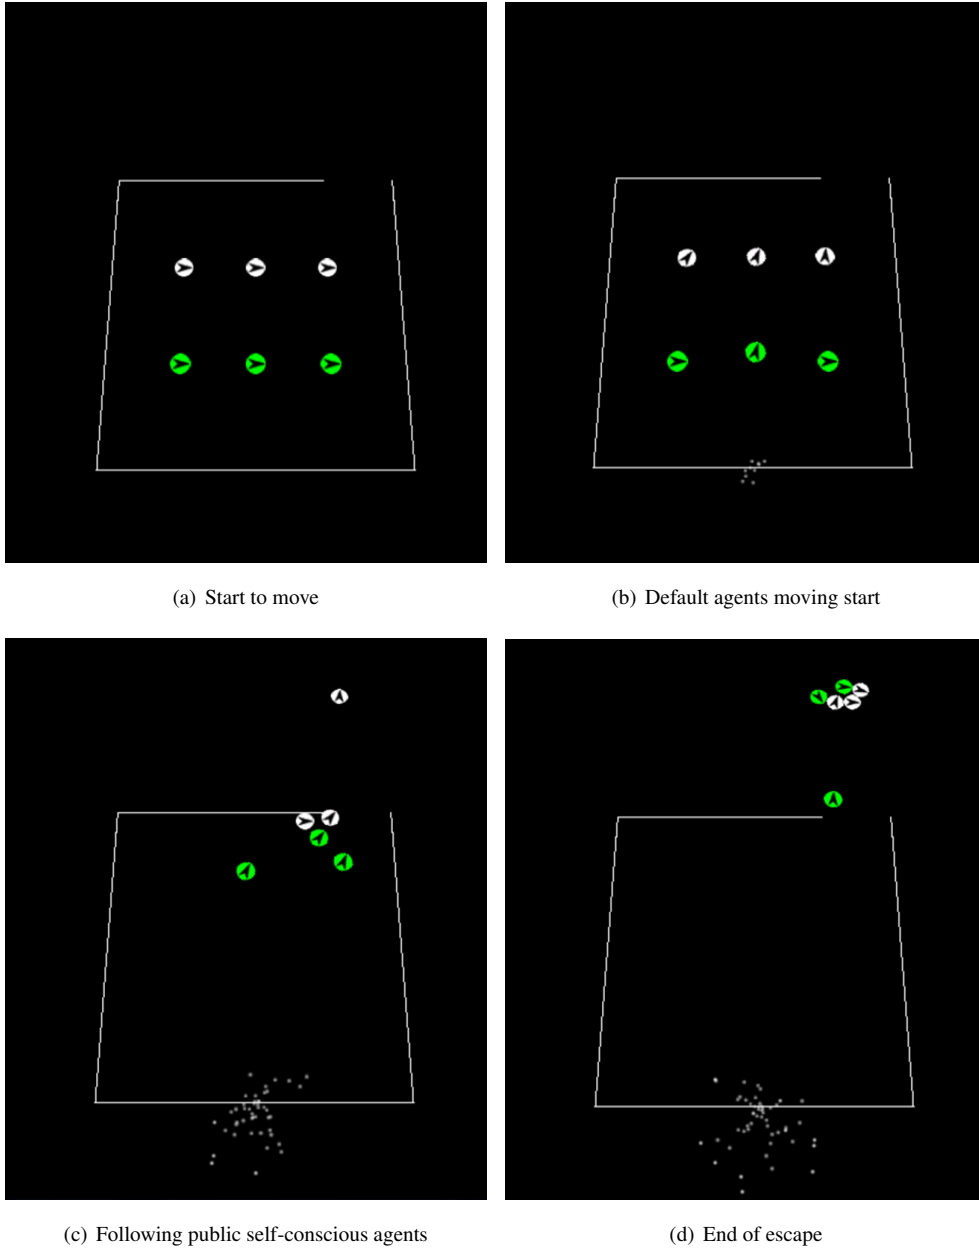 (a) Start to move
(b) Default agents moving start
(c) Following public self-conscious agents
(d) End of escape